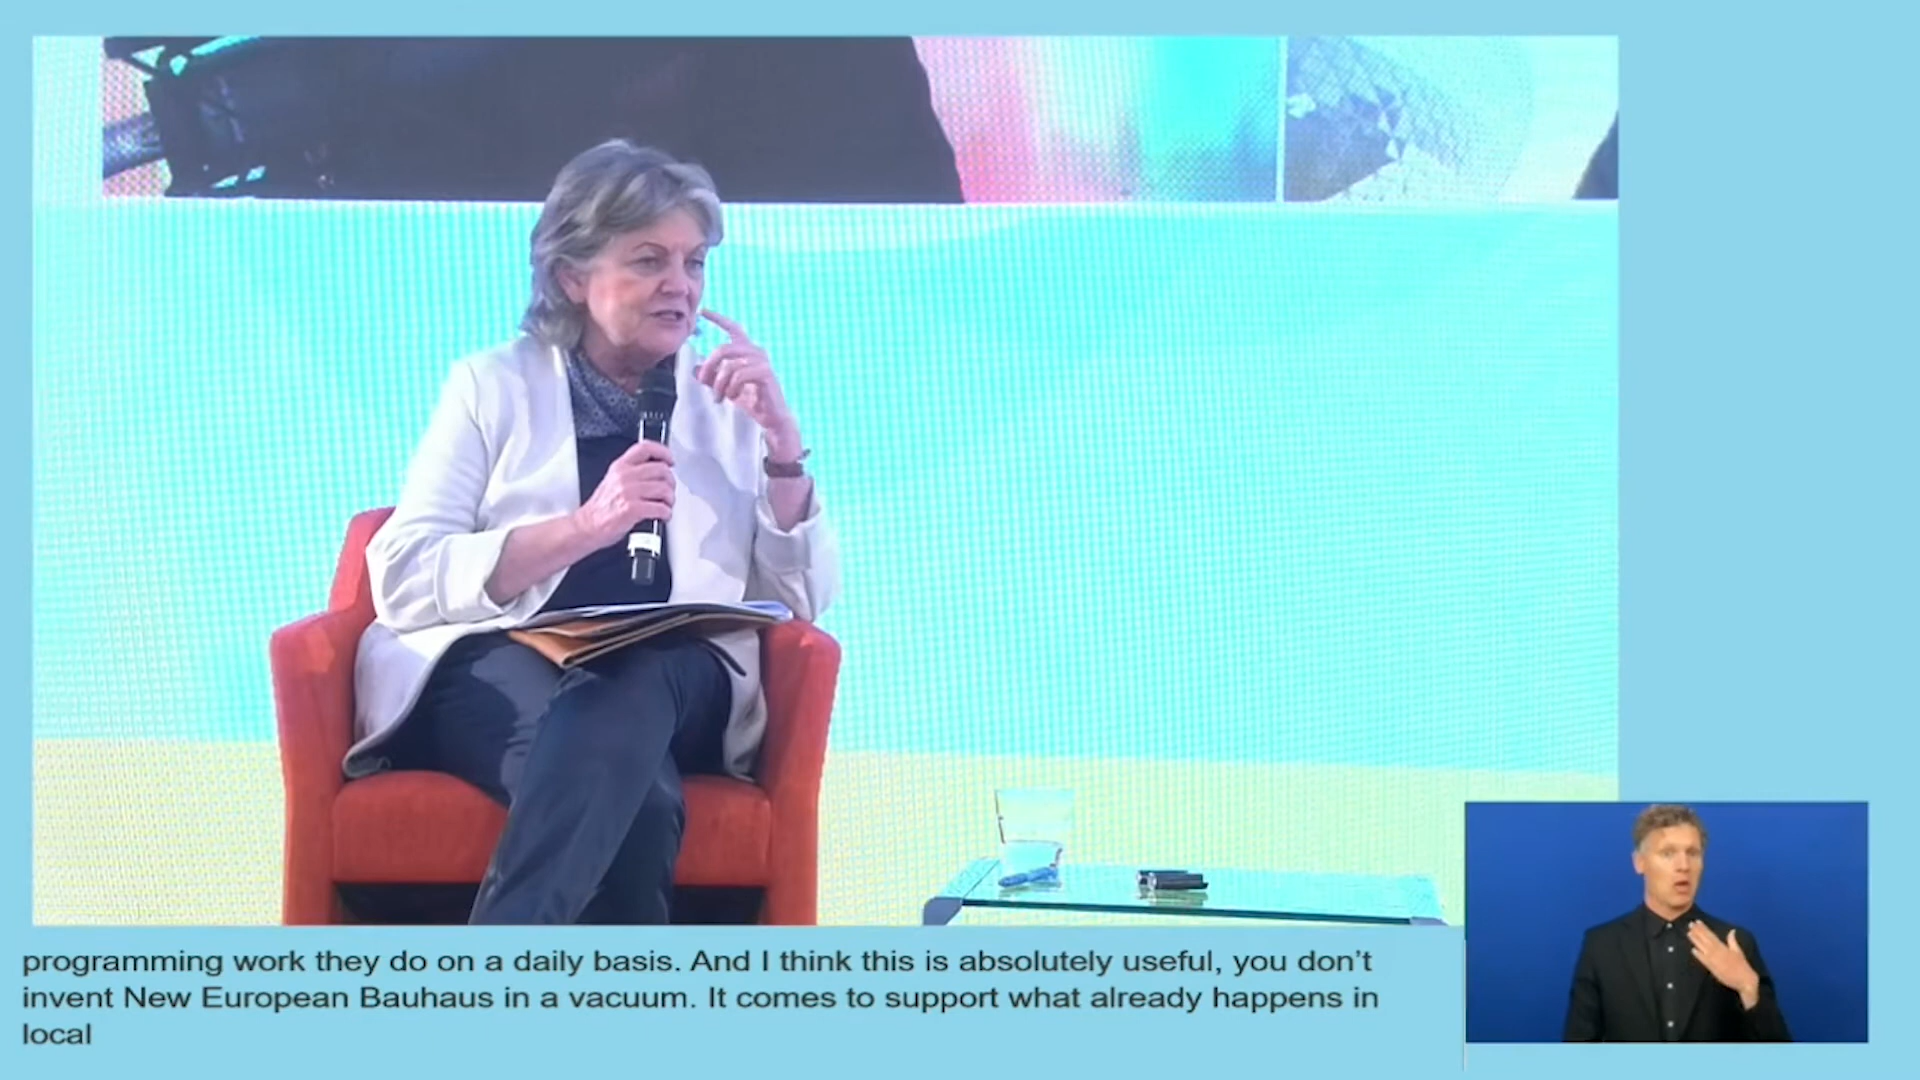 programming work they do on a daily basis. And I think this is absolutely useful, you don’t
invent New European Bauhaus in a vacuum. It comes to support what already happens in
local